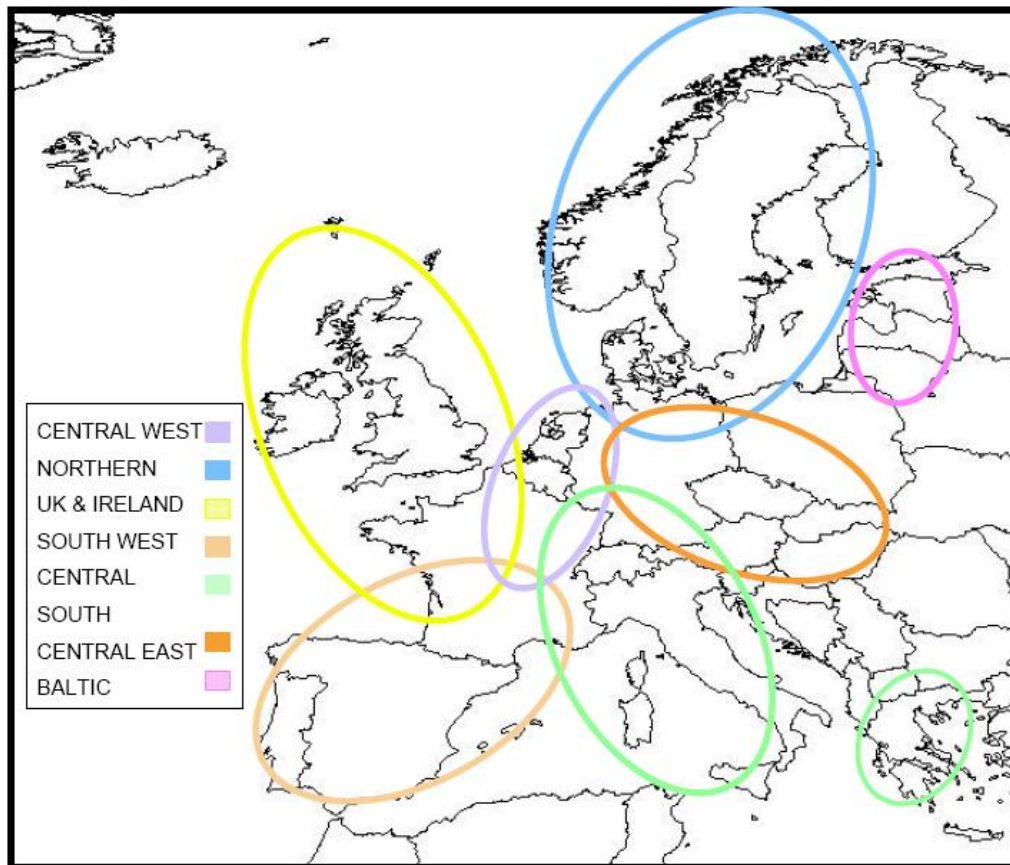 CENTRAL WEST
NORTHERN
UK & IRELAND
SOUTH WEST
CENTRAL
SOUTH
CENTRAL EAST
BALTIC